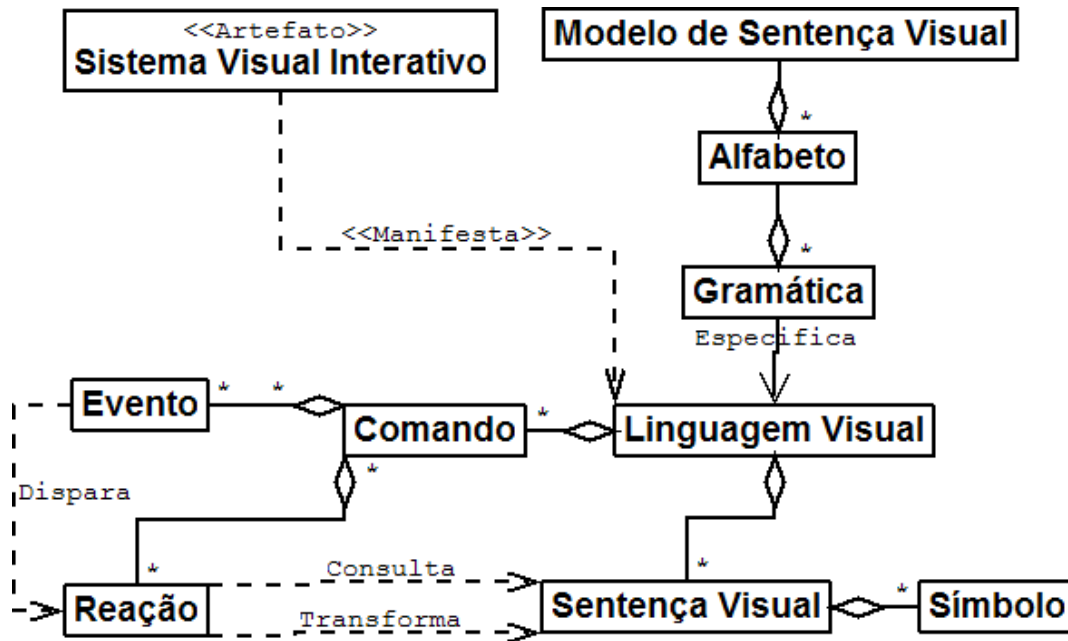 <<Artefato>>
Sistema Visual Interativo
Modelo de Sentença Visual
*
Alfabeto
*
<<Manifesta>>
Gramática
Especifica
Evento
*
*
Comando
*
Linguagem Visual
*
Dispara
*
*
Reação
Consulta
Transforma
Sentença Visual
*
Símbolo